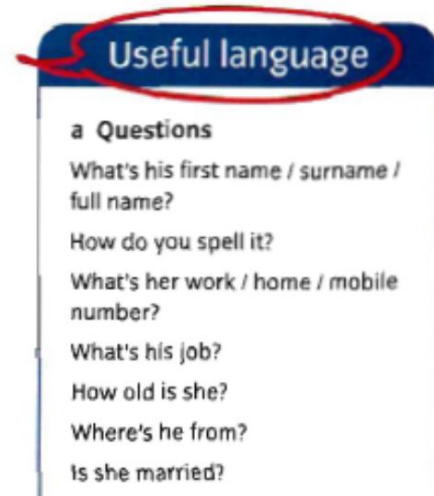 Useful language
a Questions
What's his first name / surname /
full name?
How do you spell it?
What's her work / home / mobile
number?
What's his job?
How old is she?
Where's he from?
Is she married?